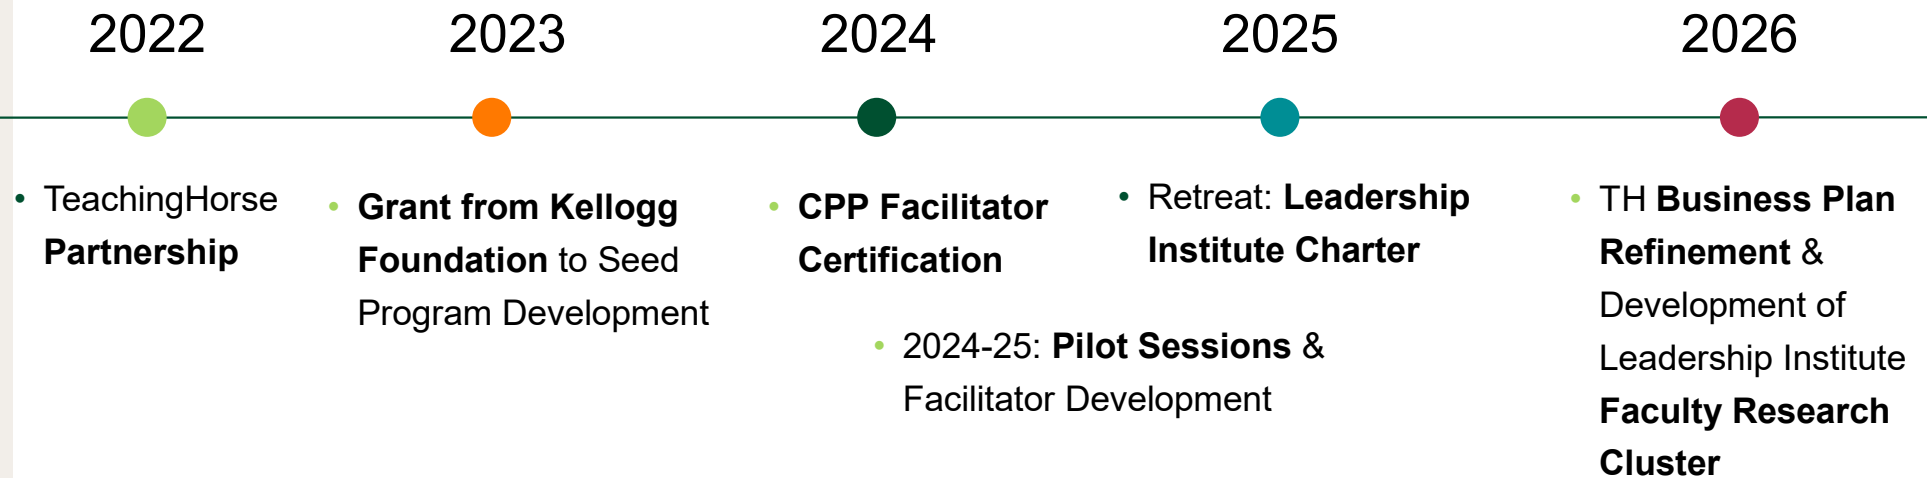 2022
2023
2024
2025
2026
• TeachingHorse
Partnership
• Grant from Kellogg
Foundation to Seed
Program Development
• CPP Facilitator
Certification
• Retreat: Leadership
Institute Charter
• 2024-25: Pilot Sessions &
Facilitator Development
• TH Business Plan
Refinement &
Development of
Leadership Institute
Faculty Research
Cluster